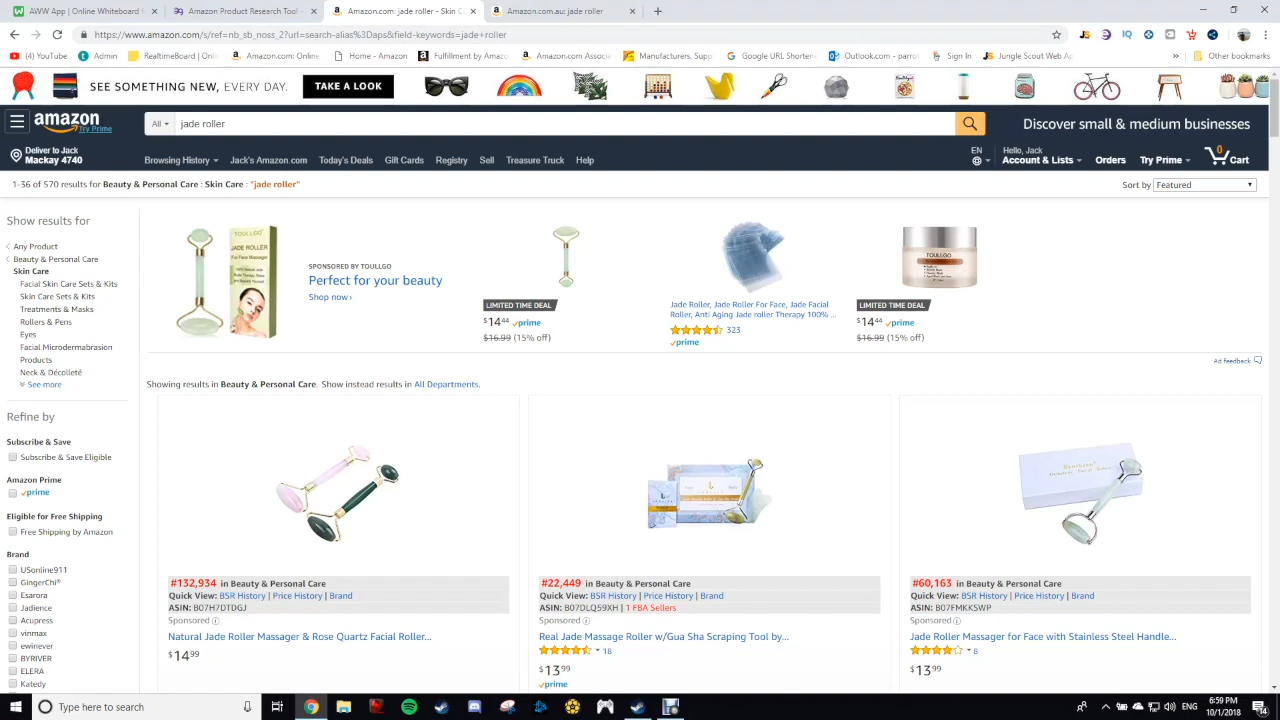 AWW App | Online Whiteboard
Amazon Product Research Tool -
Amazon.com: jade roller - Skin C
Amazon.com.au: jade roller
https://www.amazon.com/s/ref=nb_sb_noss_2?url=search-alias%3Daps&field-keywords=jade+roller
(4) YouTube
Admin
RealtimeBoard | Onlin
Amazon.com: Online
Home - Amazon
Fulfillment by Amazo
Amazon.com Associa
Manufacturers, Supp
Google URL Shortene
Outlook.com - parrot
Sign In
Jungle Scout Web Ap
»
Other bookmarks
SEE SOMETHING NEW, EVERY DAY.
TAKE A LOOK
amazon
Try Prime
All
jade roller
Discover small & medium businesses
Deliver to Jack
Mackay 4740
Browsing History
Jack's Amazon.com
Today's Deals
Gift Cards
Registry
Sell
Treasure Truck
Help
EN
Hello, Jack
Account & Lists
Orders
Try Prime
0
Cart
1-36 of 570 results for Beauty & Personal Care : Skin Care : "jade roller"
Sort by Featured
Show results for
Any Product
Beauty & Personal Care
Skin Care
Facial Skin Care Sets & Kits
Skin Care Sets & Kits
Treatments & Masks
Rollers & Pens
Eyes
Facial Microdermabrasion
Products
Neck & Décolleté
See more
Refine by
Subscribe & Save
Subscribe & Save Eligible
Amazon Prime
prime
Eligible for Free Shipping
Free Shipping by Amazon
Brand
USonline911
GingerChi®
Esarora
Jadience
Acupress
vinmax
ewinever
BYRIVER
ELERA
Katedy
TOULLGO
JADE ROLLER
SPONSORED BY TOULLGO
Perfect for your beauty
Shop now ›
LIMITED TIME DEAL
$14.44 prime
$16.99 (15% off)
Jade Roller, Jade Roller For Face, Jade Facial
Roller, Anti Aging Jade roller Therapy 100% ...
323
prime
TOULLGO
LIMITED TIME DEAL
$14.44 prime
$16.99 (15% off)
Ad feedback
Showing results in Beauty & Personal Care. Show instead results in All Departments.
#132,934 in Beauty & Personal Care
Quick View: BSR History | Price History | Brand
ASIN: B07H7DTDGJ
Sponsored
Natural Jade Roller Massager & Rose Quartz Facial Roller...
$14.99
#22,449 in Beauty & Personal Care
Quick View: BSR History | Price History | Brand
ASIN: B07DLQ59XH | 1 FBA Sellers
Sponsored
Real Jade Massage Roller w/Gua Sha Scraping Tool by...
18
$13.99
prime
#60,163 in Beauty & Personal Care
Quick View: BSR History | Price History | Brand
ASIN: B07FMKKSWP
Sponsored
Jade Roller Massager for Face with Stainless Steel Handle...
8
$13.99
Type here to search
ENG
6:59 PM
10/1/2018
14